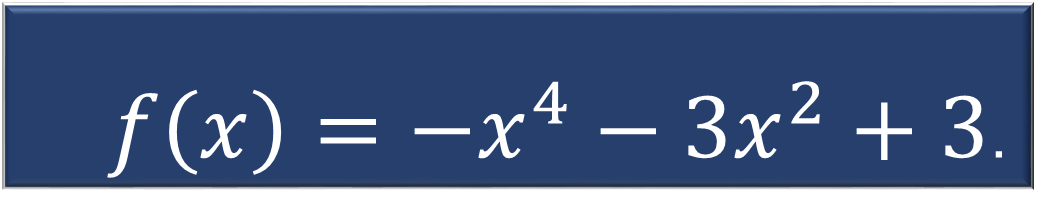 f(x) = −x⁴ − 3x² + 3.